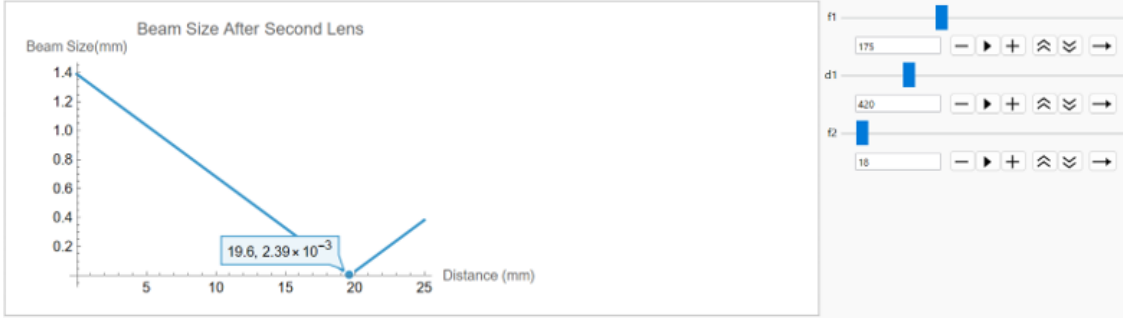 Beam Size After Second Lens
Beam Size(mm)
1.4
1.2
1.0
0.8
0.6
0.4
0.2
19.6, 2.39×10⁻³
5 10 15 20 25
Distance (mm)
f1
175
d1
420
f2
18